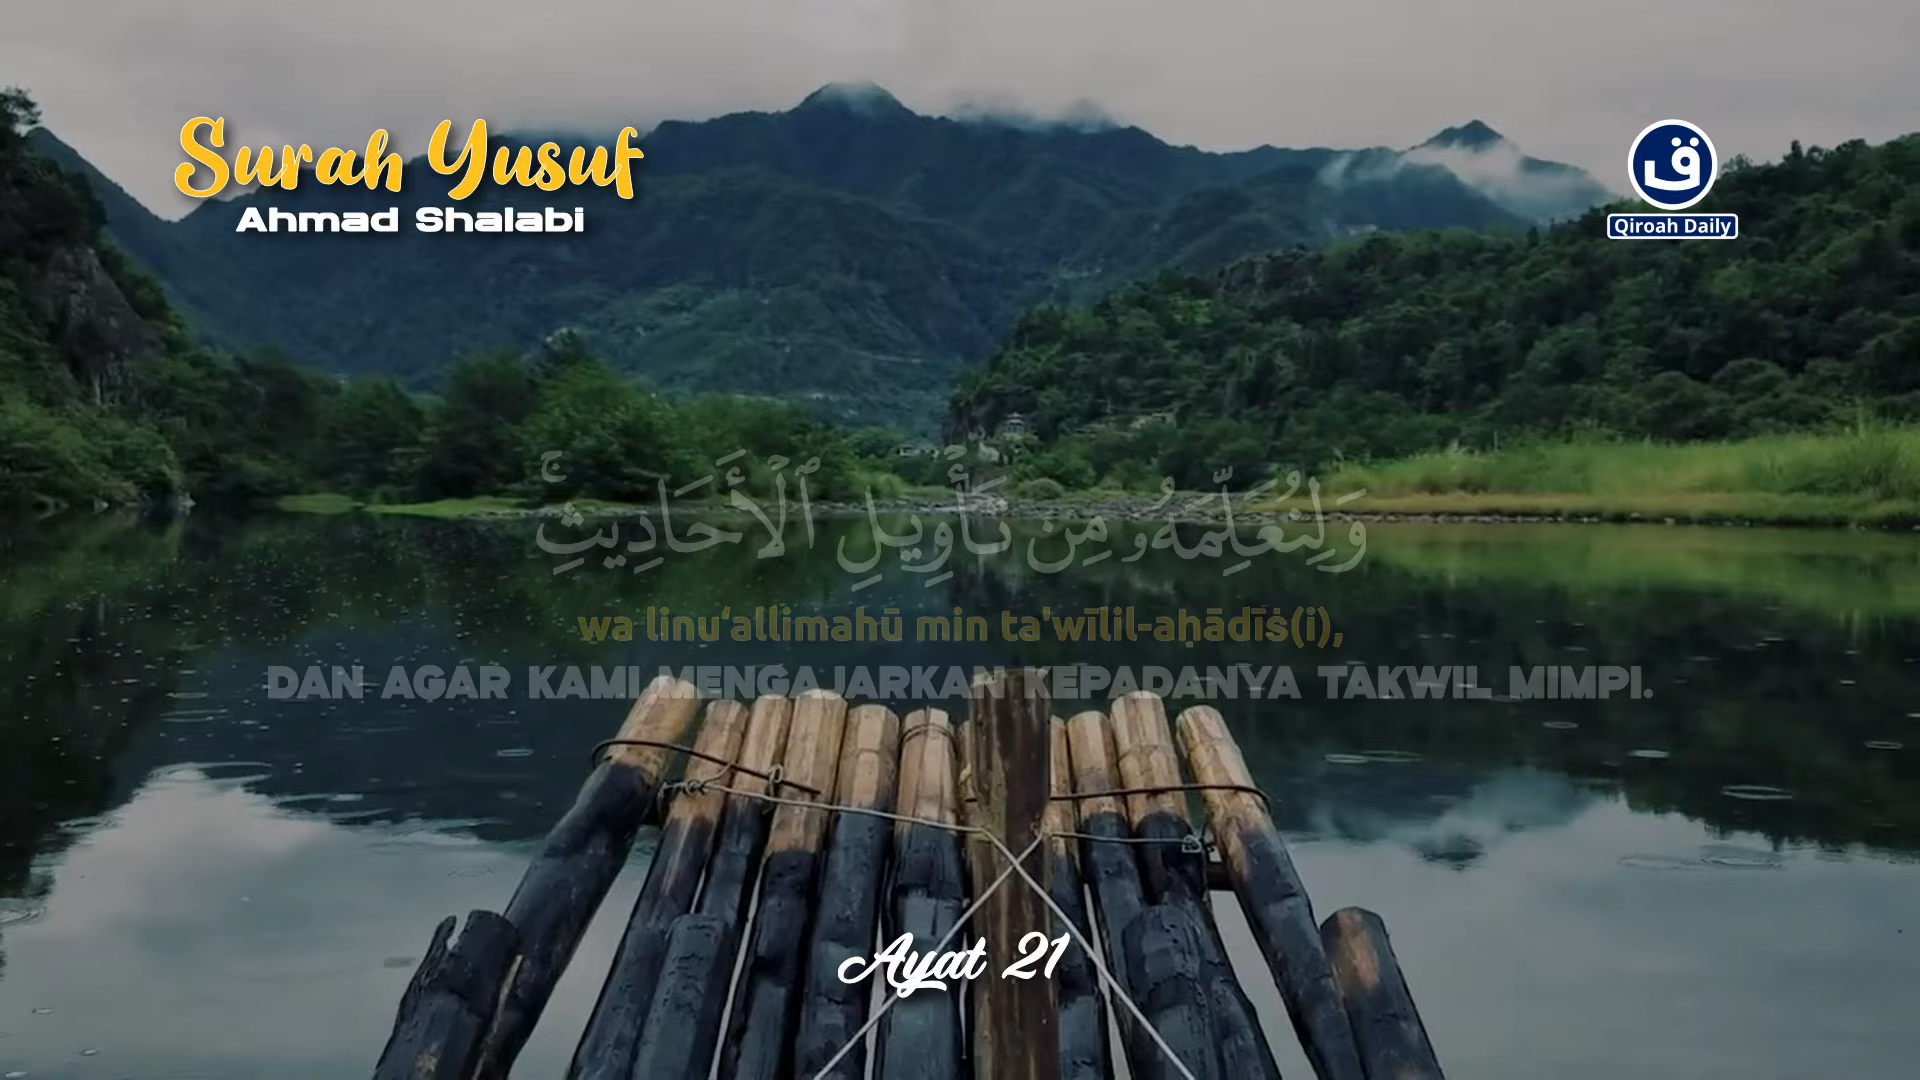 Surah Yusuf
Ahmad Shalabi
ق
Qiroah Daily
وَلِنُعَلِّمَهُۥ مِن تَأْوِيلِ ٱلْأَحَادِيثِۚ
wa linu‘allimahū min ta'wīlil-aḥādīṡ(i),
DAN AGAR KAMI MENGAJARKAN KEPADANYA TAKWIL MIMPI.
Ayat 21